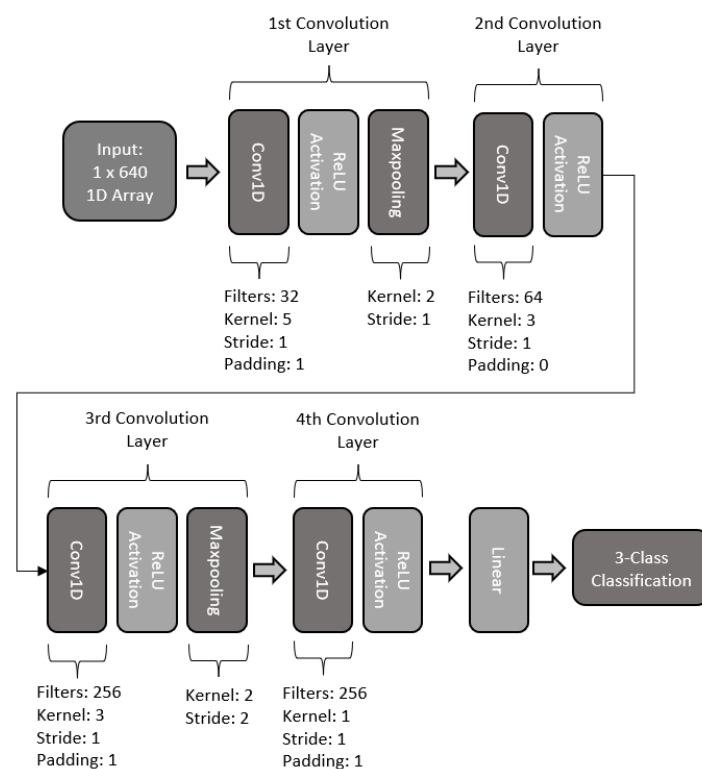 1st Convolution
Layer
2nd Convolution
Layer
Input:
1 x 640
1D Array
Conv1D
ReLU
Activation
Maxpooling
Conv1D
ReLU
Activation
Filters: 32
Kernel: 5
Stride: 1
Padding: 1
Kernel: 2
Stride: 1
Filters: 64
Kernel: 3
Stride: 1
Padding: 0
3rd Convolution
Layer
4th Convolution
Layer
Conv1D
ReLU
Activation
Maxpooling
Conv1D
ReLU
Activation
Linear
3-Class
Classification
Filters: 256
Kernel: 3
Stride: 1
Padding: 1
Kernel: 2
Stride: 2
Filters: 256
Kernel: 1
Stride: 1
Padding: 1